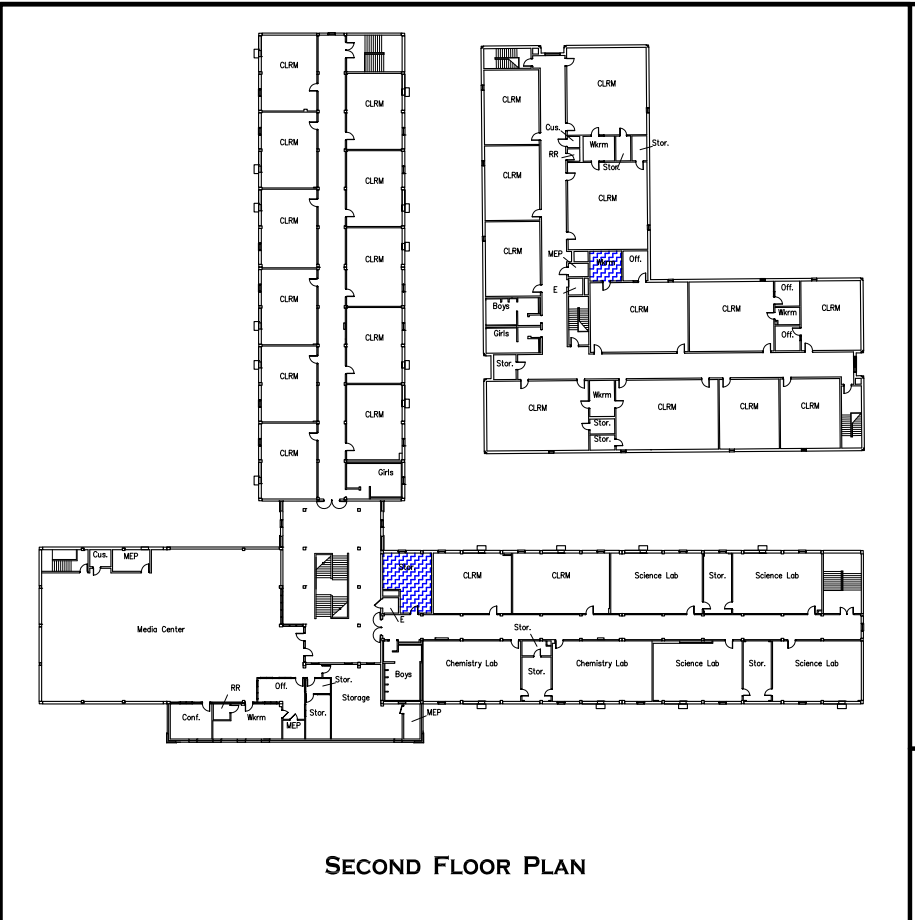 CLRM
CLRM
CLRM
CLRM
CLRM
CLRM
CLRM
CLRM
CLRM
CLRM
CLRM
Girls
CLRM
CLRM
Cus.
RR
Wkrm
Stor.
Stor.
CLRM
CLRM
CLRM
MEP
Off.
E
Boys
Girls
Stor.
CLRM
CLRM
Off.
Wkrm
Off.
CLRM
CLRM
Wkrm
Stor.
Stor.
CLRM
CLRM
CLRM
Cus.
MEP
Media Center
RR
Off.
Stor.
Storage
Conf.
Wkrm
MEP
Stor.
MEP
CLRM
CLRM
Science Lab
Stor.
Science Lab
E
Stor.
Boys
Chemistry Lab
Stor.
Chemistry Lab
Science Lab
Stor.
Science Lab
SECOND FLOOR PLAN